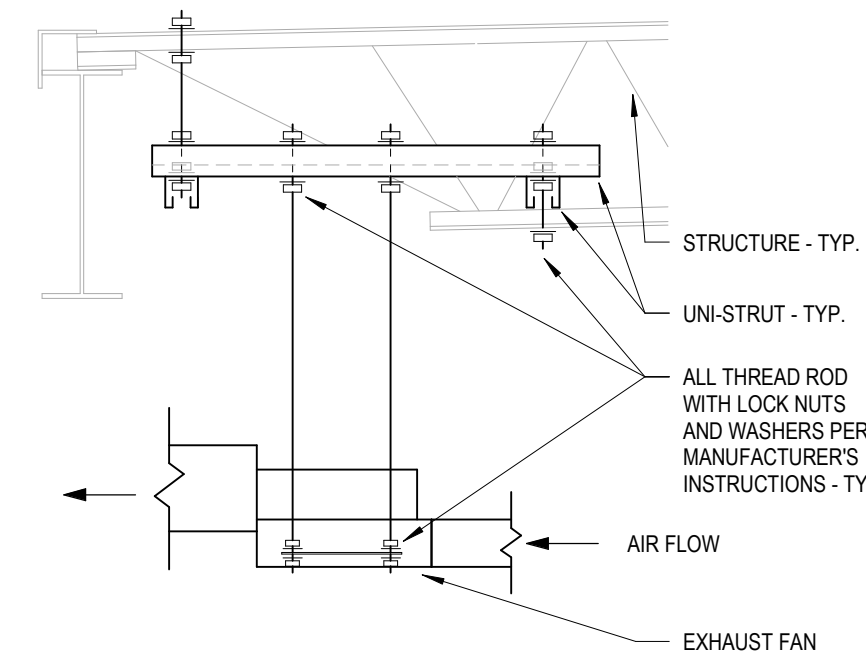 STRUCTURE - TYP.
UNI-STRUT - TYP.
ALL THREAD ROD
WITH LOCK NUTS
AND WASHERS PER
MANUFACTURER'S
INSTRUCTIONS - TY
AIR FLOW
EXHAUST FAN